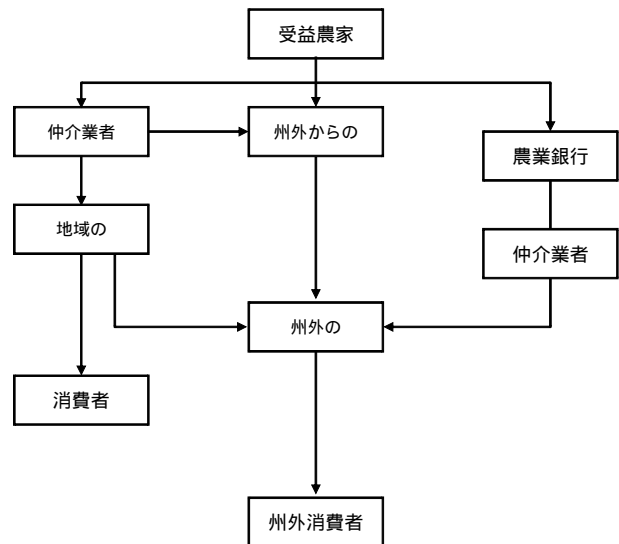 受益農家
仲介業者
州外からの
農業銀行
地域の
仲介業者
州外の
消費者
州外消費者